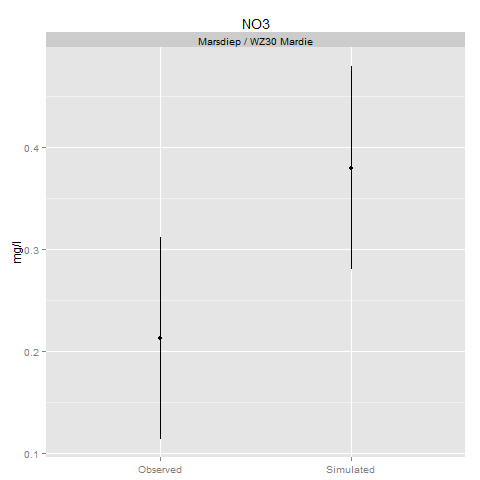 NO3
Marsdiep / WZ30 Mardie
mg/l
0.4
0.3
0.2
0.1
Observed
Simulated